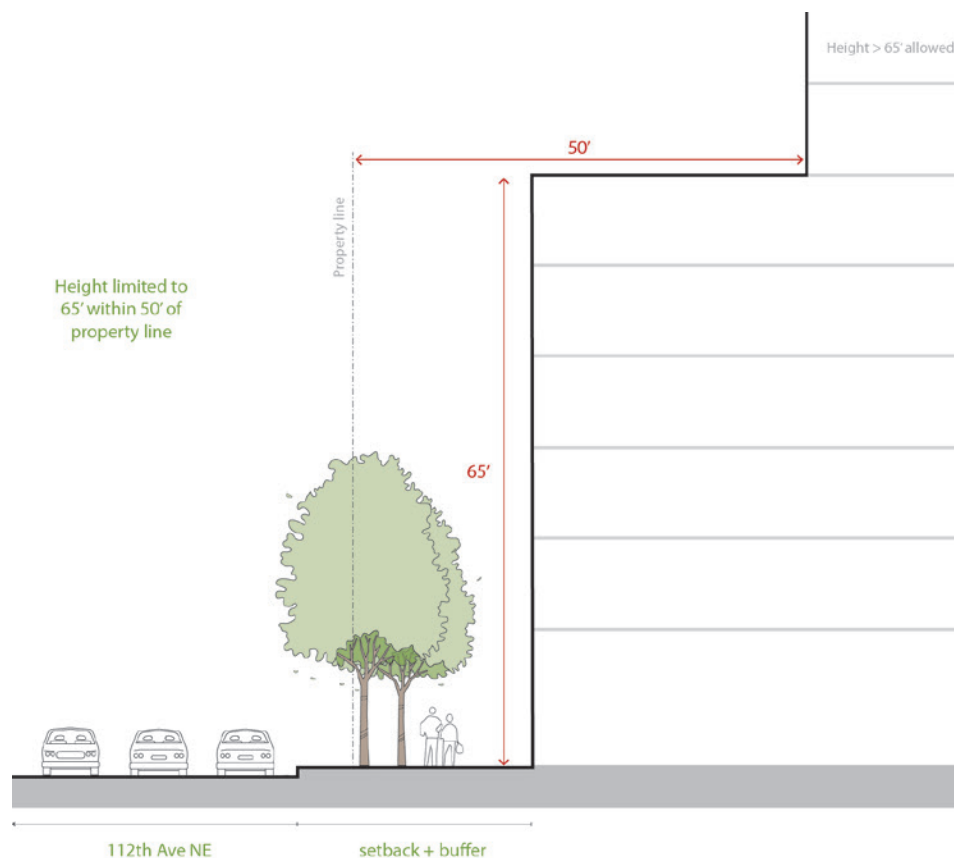 Height > 65' allowed
50'
Property line
Height limited to
65' within 50' of
property line
65'
112th Ave NE
setback + buffer